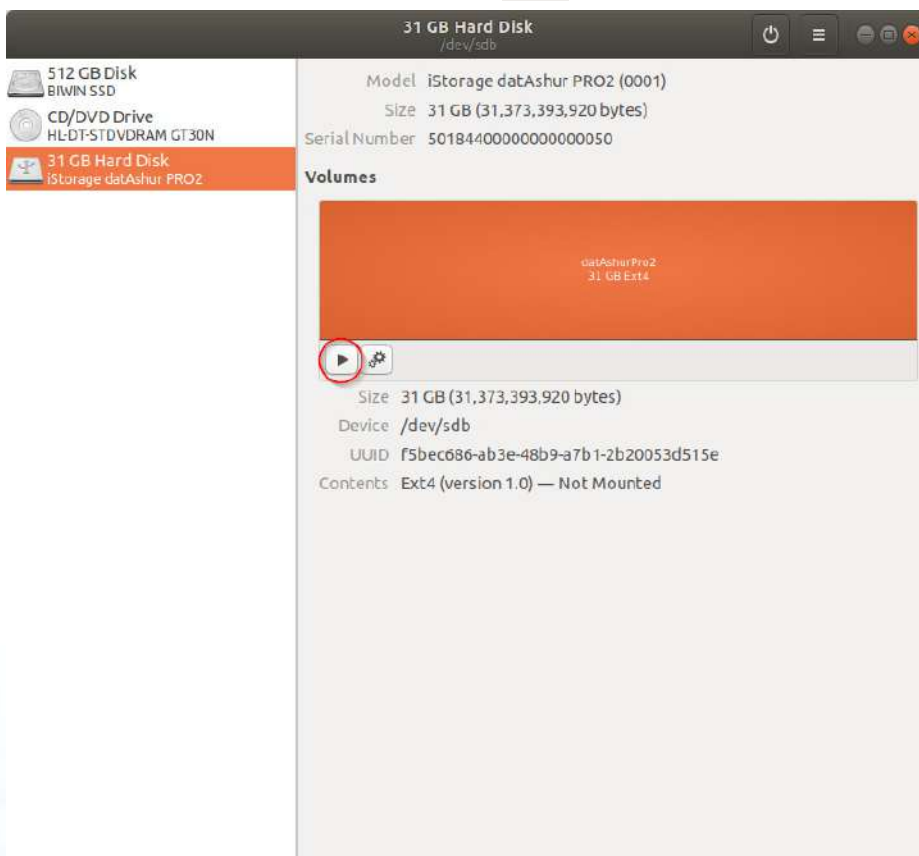 31 GB Hard Disk
/dev/sdb
512 GB Disk
BIWIN SSD
CD/DVD Drive
HL-DT-STDVDRAM GT30N
31 GB Hard Disk
iStorage datAshur PRO2
Model iStorage datAshur PRO2 (0001)
Size 31 GB (31,373,393,920 bytes)
Serial Number 50184400000000000050
Volumes
datAshurPro2
31 GB Ext4
Size 31 GB (31,373,393,920 bytes)
Device /dev/sdb
UUID f5bec686-ab3e-48b9-a7b1-2b20053d515e
Contents Ext4 (version 1.0) — Not Mounted